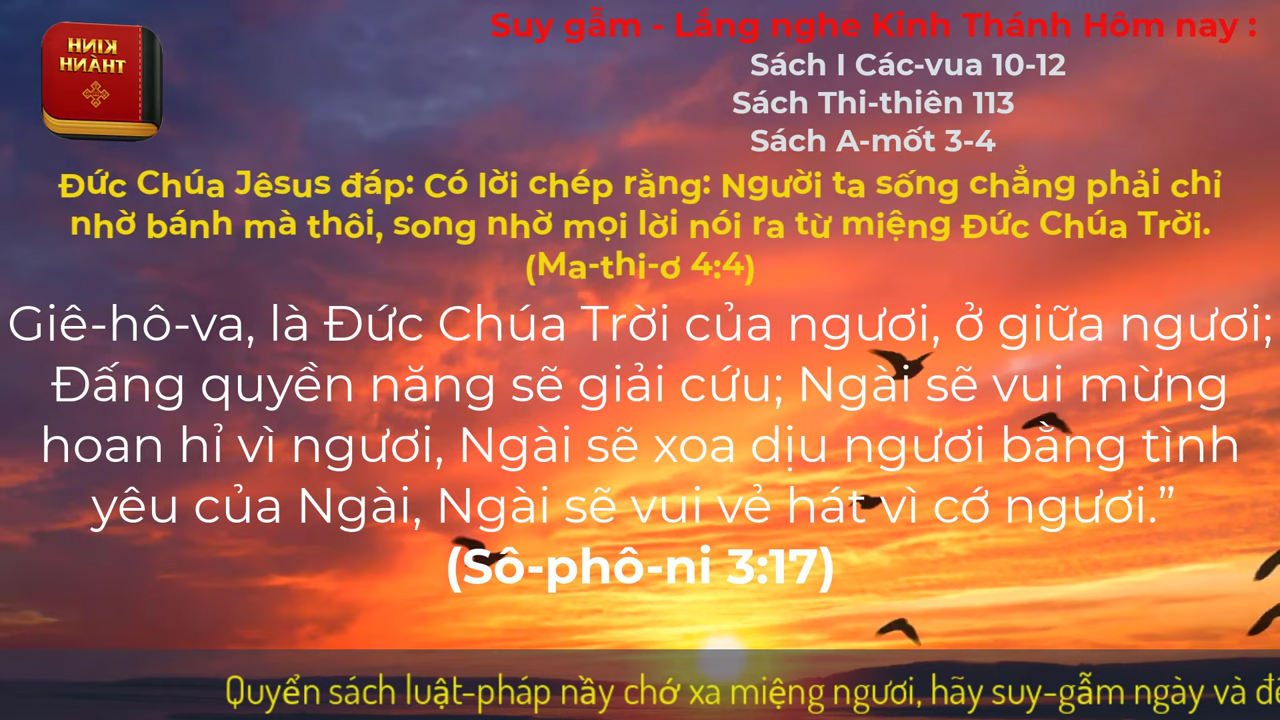 KINH
THÁNH
Suy gẫm - Lắng nghe Kinh Thánh Hôm nay :
Sách I Các-vua 10-12
Sách Thi-thiên 113
Sách A-mốt 3-4
Đức Chúa Jêsus đáp: Có lời chép rằng: Người ta sống chẳng phải chỉ
nhờ bánh mà thôi, song nhờ mọi lời nói ra từ miệng Đức Chúa Trời.
(Ma-thi-ơ 4:4)
Giê-hô-va, là Đức Chúa Trời của ngươi, ở giữa ngươi;
Đấng quyền năng sẽ giải cứu; Ngài sẽ vui mừng
hoan hỉ vì ngươi, Ngài sẽ xoa dịu ngươi bằng tình
yêu của Ngài, Ngài sẽ vui vẻ hát vì cớ ngươi.”
(Sô-phô-ni 3:17)
Quyển sách luật-pháp nầy chớ xa miệng ngươi, hãy suy-gẫm ngày và